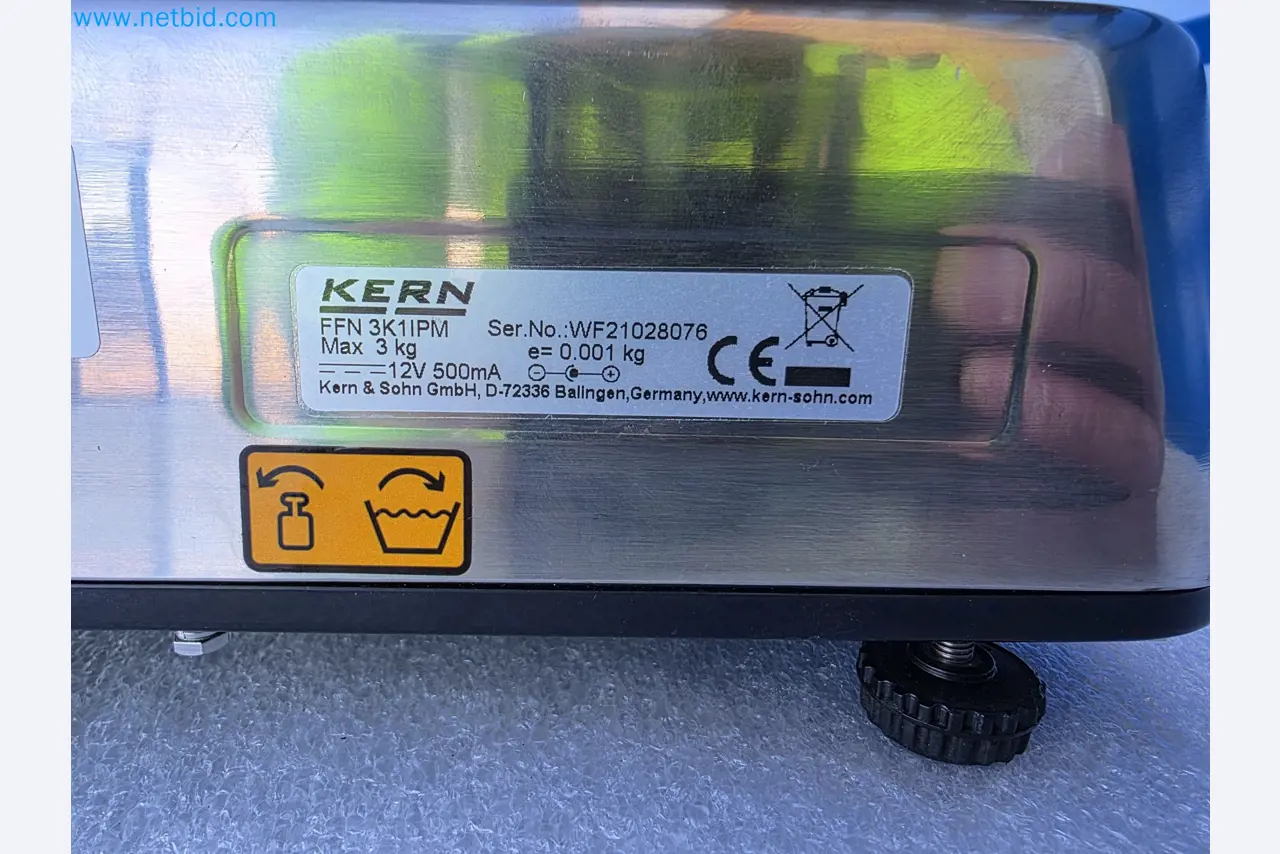 www.netbid.com
KERN
FFN 3K1IPM Ser.No.:WF21028076
Max 3 kg e= 0.001 kg
12V 500mA
Kern & Sohn GmbH, D-72336 Balingen,Germany,www.kern-sohn.com
CE